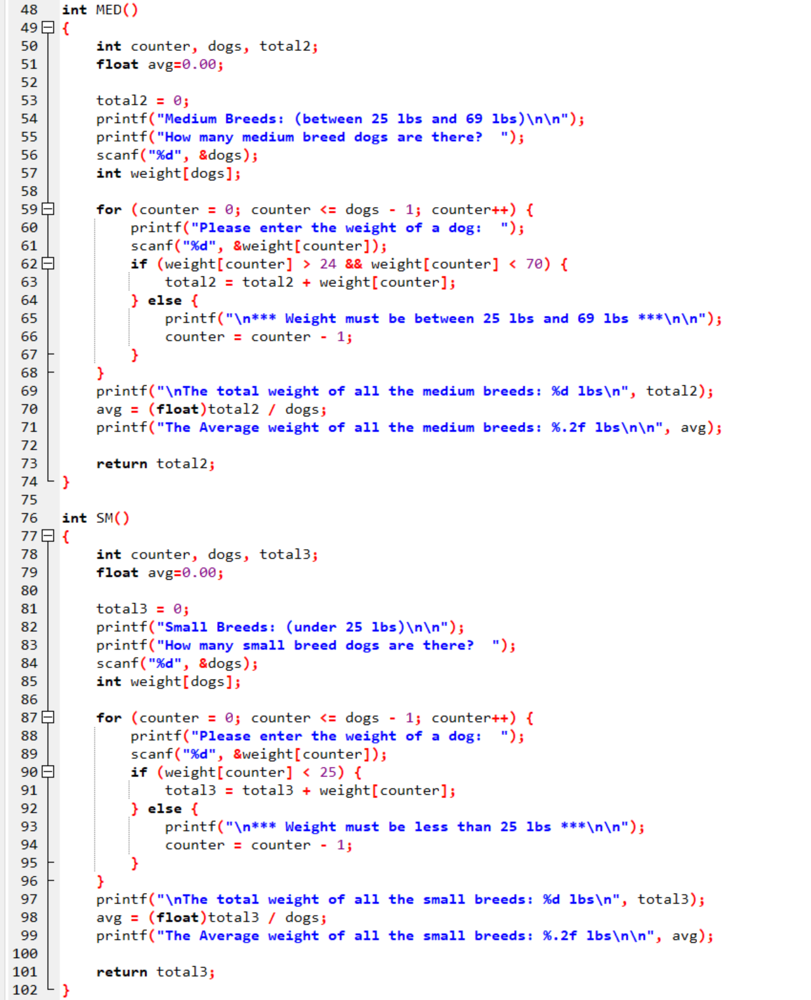 48 int MED()
49 {
50     int counter, dogs, total2;
51     float avg=0.00;
52
53     total2 = 0;
54     printf("Medium Breeds: (between 25 lbs and 69 lbs)\n\n");
55     printf("How many medium breed dogs are there?  ");
56     scanf("%d", &dogs);
57     int weight[dogs];
58
59     for (counter = 0; counter <= dogs - 1; counter++) {
60         printf("Please enter the weight of a dog:  ");
61         scanf("%d", &weight[counter]);
62         if (weight[counter] > 24 && weight[counter] < 70) {
63             total2 = total2 + weight[counter];
64         } else {
65             printf("\n*** Weight must be between 25 lbs and 69 lbs ***\n\n");
66             counter = counter - 1;
67         }
68     }
69     printf("\nThe total weight of all the medium breeds: %d lbs\n", total2);
70     avg = (float)total2 / dogs;
71     printf("The Average weight of all the medium breeds: %.2f lbs\n\n", avg);
72
73     return total2;
74 }
75
76 int SM()
77 {
78     int counter, dogs, total3;
79     float avg=0.00;
80
81     total3 = 0;
82     printf("Small Breeds: (under 25 lbs)\n\n");
83     printf("How many small breed dogs are there?  ");
84     scanf("%d", &dogs);
85     int weight[dogs];
86
87     for (counter = 0; counter <= dogs - 1; counter++) {
88         printf("Please enter the weight of a dog:  ");
89         scanf("%d", &weight[counter]);
90         if (weight[counter] < 25) {
91             total3 = total3 + weight[counter];
92         } else {
93             printf("\n*** Weight must be less than 25 lbs ***\n\n");
94             counter = counter - 1;
95         }
96     }
97     printf("\nThe total weight of all the small breeds: %d lbs\n", total3);
98     avg = (float)total3 / dogs;
99     printf("The Average weight of all the small breeds: %.2f lbs\n\n", avg);
100
101     return total3;
102 }